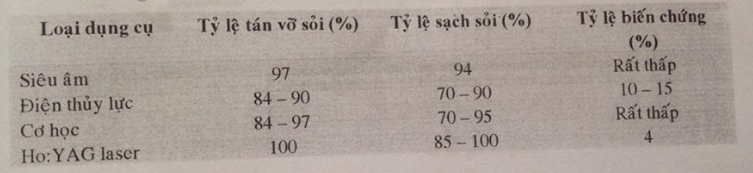 Loại dụng cụ Tỷ lệ tán vỡ sỏi (%) Tỷ lệ sạch sỏi (%) Tỷ lệ biến chứng
(%)
Siêu âm 97 94 Rất thấp
Điện thủy lực 84 – 90 70 – 90 10 – 15
Cơ học 84 – 97 70 – 95 Rất thấp
Ho:YAG laser 100 85 – 100 4